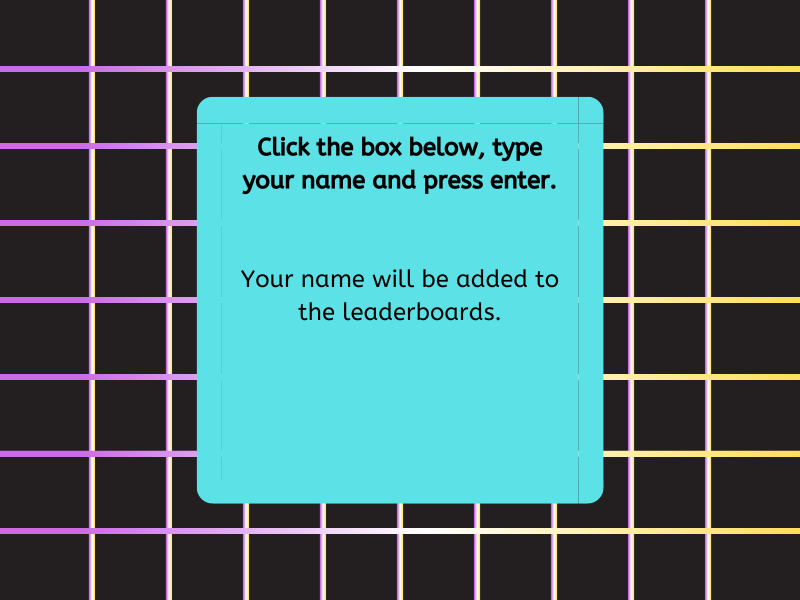 Click the box below, type
your name and press enter.
Your name will be added to
the leaderboards.